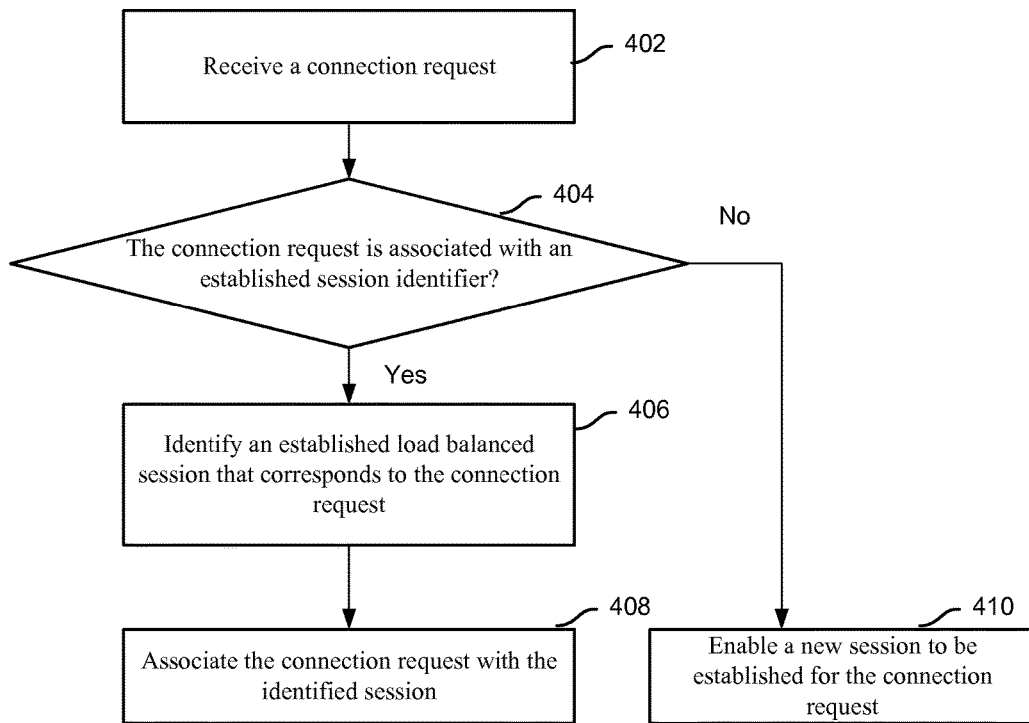 402
Receive a connection request
404
No
The connection request is associated with an
established session identifier?
Yes
406
Identify an established load balanced
session that corresponds to the connection
request
408
Associate the connection request with the
identified session
410
Enable a new session to be
established for the connection
request